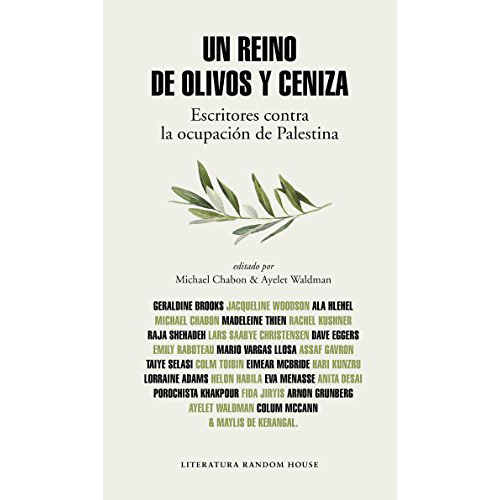 UN REINO
DE OLIVOS Y CENIZA
Escritores contra
la ocupación de Palestina
editado por
Michael Chabon & Ayelet Waldman
GERALDINE BROOKS JACQUELINE WOODSON ALA HLEHEL
MICHAEL CHABON MADELEINE THIEN RACHEL KUSHNER
RAJA SHEHADEH LARS SAABYE CHRISTENSEN DAVE EGGERS
EMILY RABOTEAU MARIO VARGAS LLOSA ASSAF GAVRON
TAIYE SELASI COLM TOIBIN EIMEAR MCBRIDE HARI KUNZRU
LORRAINE ADAMS HELON HABILA EVA MENASSE ANITA DESAI
POROCHISTA KHAKPOUR FIDA JIRYIS ARNON GRUNBERG
AYELET WALDMAN COLUM MCCANN
& MAYLIS DE KERANGAL.
LITERATURA RANDOM HOUSE